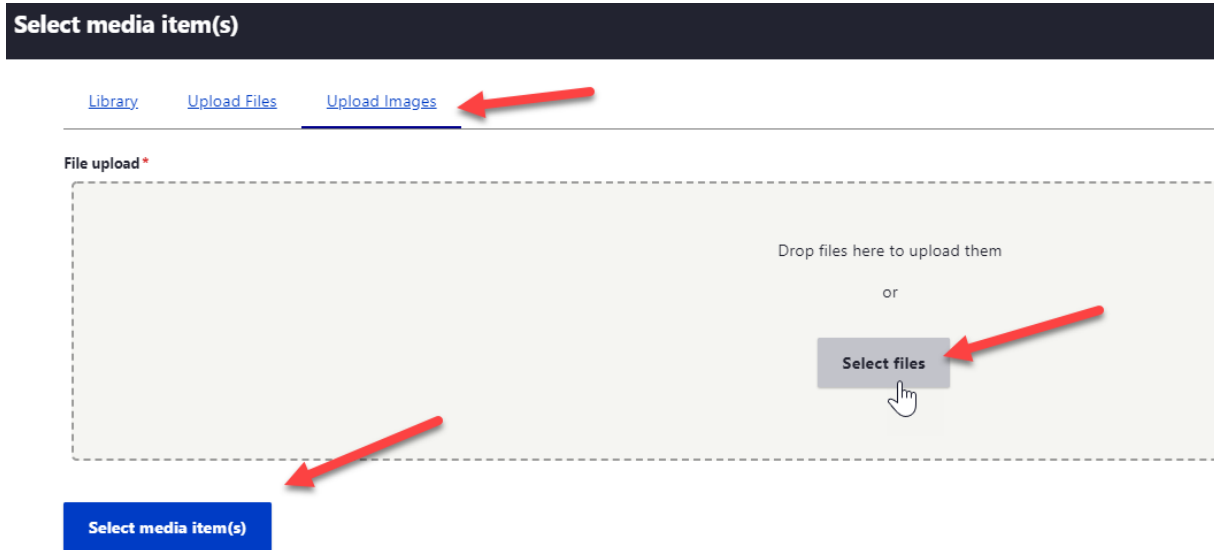 Select media item(s)
Library Upload Files Upload Images
File upload*
Drop files here to upload them
or
Select files
Select media item(s)